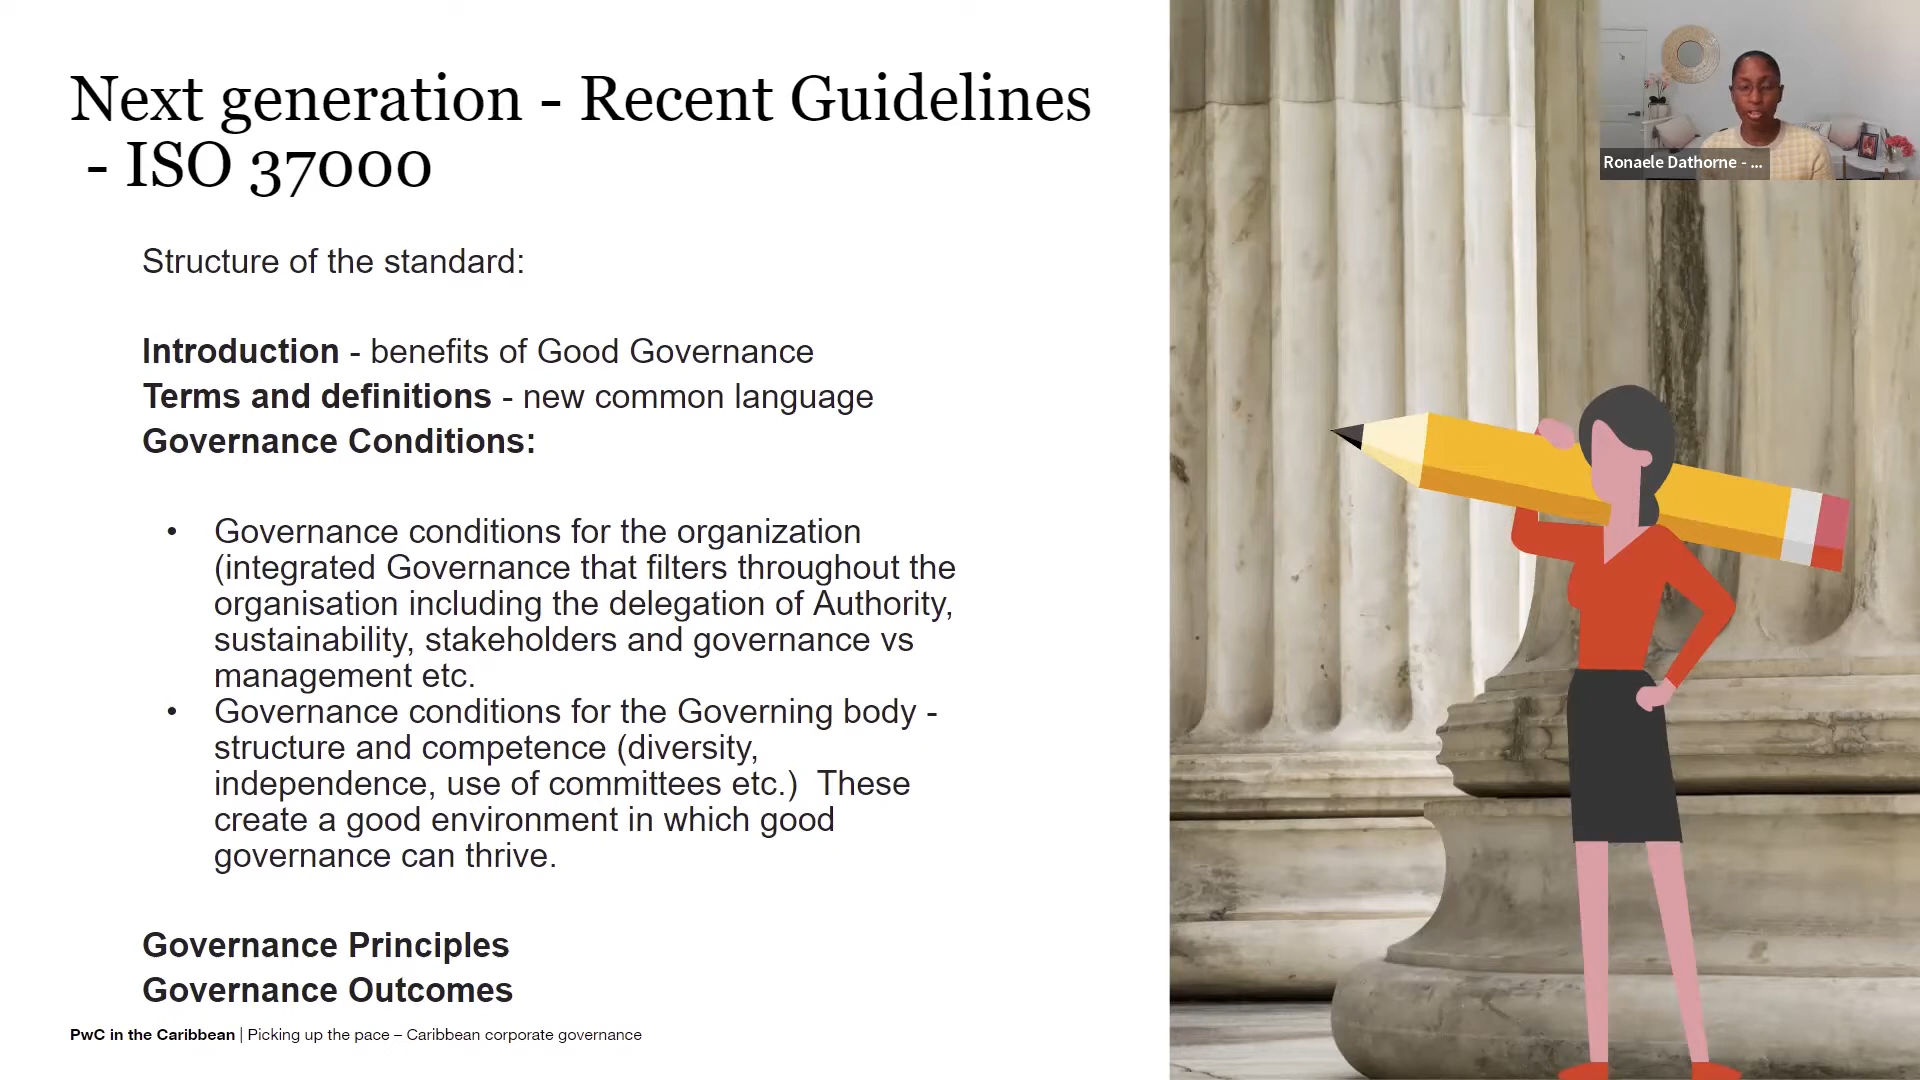 Next generation - Recent Guidelines
- ISO 37000
Ronaele Dathorne - ...
Structure of the standard:
Introduction - benefits of Good Governance
Terms and definitions - new common language
Governance Conditions:
• Governance conditions for the organization
(integrated Governance that filters throughout the
organisation including the delegation of Authority,
sustainability, stakeholders and governance vs
management etc.
• Governance conditions for the Governing body -
structure and competence (diversity,
independence, use of committees etc.)  These
create a good environment in which good
governance can thrive.
Governance Principles
Governance Outcomes
PwC in the Caribbean | Picking up the pace – Caribbean corporate governance